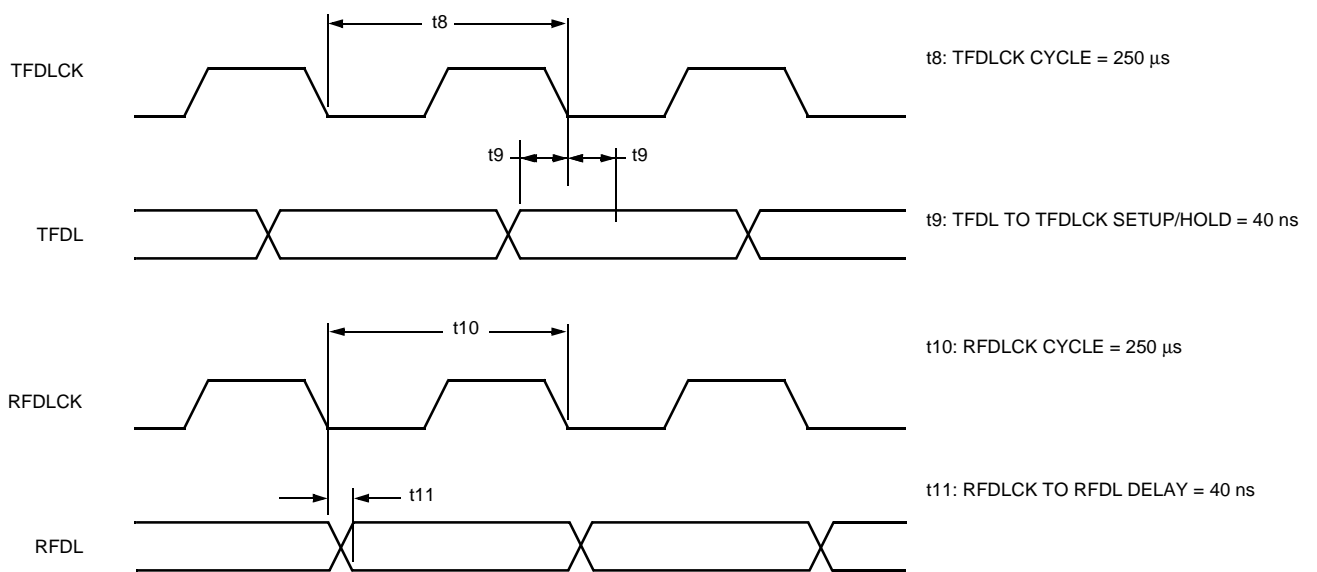 t8
TFDLCK
t8: TFDLCK CYCLE = 250 μs
t9
t9
TFDL
t9: TFDL TO TFDLCK SETUP/HOLD = 40 ns
t10
t10: RFDLCK CYCLE = 250 μs
RFDLCK
t11
t11: RFDLCK TO RFDL DELAY = 40 ns
RFDL